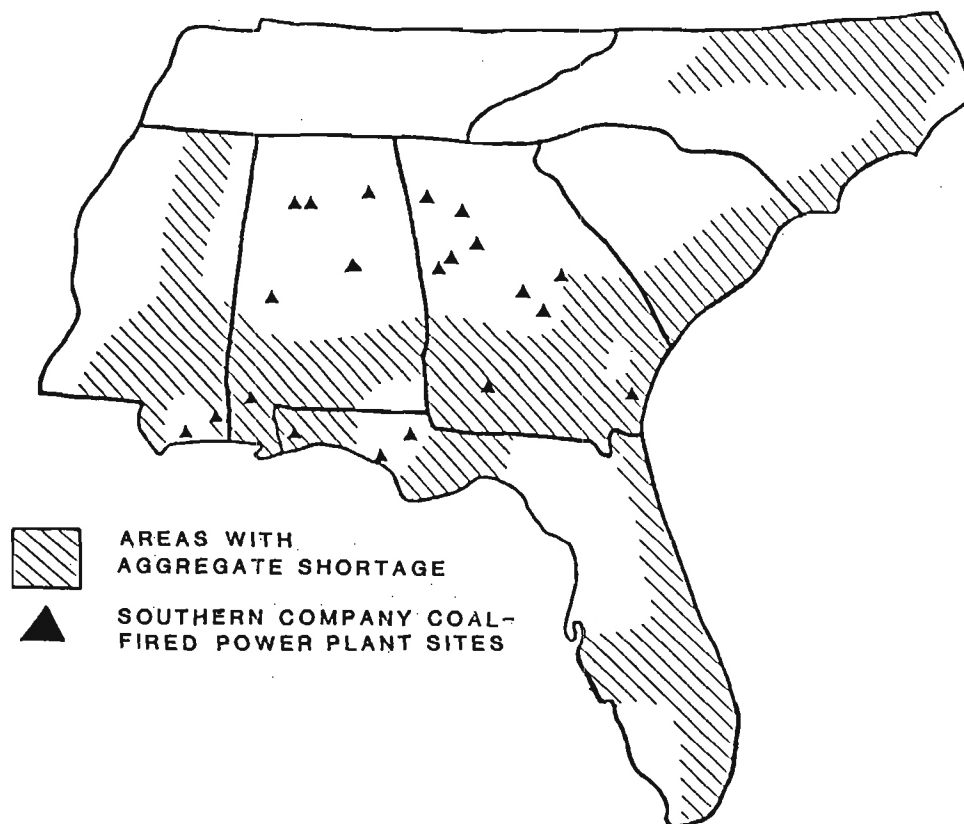 AREAS WITH
AGGREGATE SHORTAGE
SOUTHERN COMPANY COAL-
FIRED POWER PLANT SITES